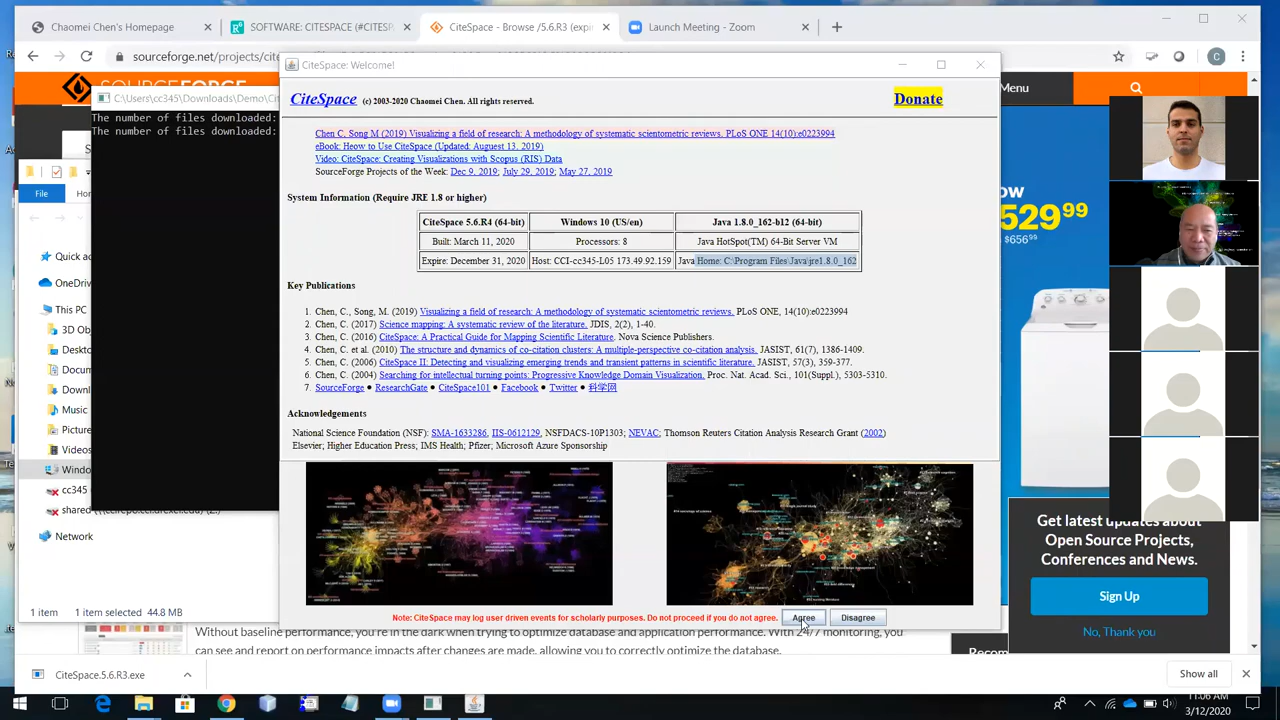 Chaomei Chen's Homepage
SOFTWARE: CITESPACE (#CITESP
CiteSpace - Browse /5.6.R3 (expi
Launch Meeting - Zoom
sourceforge.net/projects/cite
C
CiteSpace: Welcome!
Menu
C:\Users\cc345\Downloads\Demo\Cit
The number of files downloaded:
The number of files downloaded:
CiteSpace (c) 2003-2020 Chaomei Chen. All rights reserved.
Donate
Chen C, Song M (2019) Visualizing a field of research: A methodology of systematic scientometric reviews. PLoS ONE 14(10):e0223994
eBook: Heow to Use CiteSpace (Updated: Auguest 13, 2019)
Video: CiteSpace: Creating Visualizations with Scopus (RIS) Data
SourceForge Projects of the Week: Dec 9, 2019; July 29, 2019; May 27, 2019
System Information (Require JRE 1.8 or higher)
CiteSpace 5.6.R4 (64-bit) Windows 10 (US/en) Java 1.8.0_162-b12 (64-bit)
Built: March 11, 2020 Processors: 8 Java HotSpot(TM) 64-Bit Server VM
Expire: December 31, 2020 Host: CCI-cc345-L05 173.49.92.159 Java Home: C:\Program Files\Java\jre1.8.0_162
Key Publications
1. Chen, C., Song, M. (2019) Visualizing a field of research: A methodology of systematic scientometric reviews. PLoS ONE, 14(10):e0223994
2. Chen, C. (2017) Science mapping: A systematic review of the literature. JDIS, 2(2), 1-40.
3. Chen, C. (2016) CiteSpace: A Practical Guide for Mapping Scientific Literature. Nova Science Publishers.
4. Chen, C. et al. (2010) The structure and dynamics of co-citation clusters: A multiple-perspective co-citation analysis. JASIST, 61(7), 1386-1409.
5. Chen, C. (2006) CiteSpace II: Detecting and visualizing emerging trends and transient patterns in scientific literature. JASIST, 57(3), 359-377.
6. Chen, C. (2004) Searching for intellectual turning points: Progressive Knowledge Domain Visualization. Proc. Nat. Acad. Sci., 101(Suppl.), 5303-5310.
7. SourceForge ● ResearchGate ● CiteSpace101 ● Facebook ● Twitter ● 科学网
Acknowledgements
National Science Foundation (NSF): SMA-1633286, IIS-0612129, NSFDACS-10P1303; NEVAC; Thomson Reuters Citation Analysis Research Grant (2002)
Elsevier; Higher Education Press; IMS Health; Pfizer; Microsoft Azure Sponsorship
Note: CiteSpace may log user driven events for scholarly purposes. Do not proceed if you do not agree.
Agree
Disagree
File
Hom
Quick ac
OneDriv
This PC
3D Obj
Deskto
Docum
Downl
Music
Picture
Videos
Windo
cc345
Network
1 item 1 item selected 44.8 MB
ow
529 99
$656 99
Get latest updates about
Open Source Projects,
Conferences and News.
Sign Up
No, Thank you
Without baseline performance, you're in the dark when trying to optimize database and application performance. With 24/7 monitoring, you
can see and report on performance impacts after changes are made, allowing you to correctly optimize the database.
Recom
CiteSpace.5.6.R3.exe
Show all
11:06 AM
3/12/2020